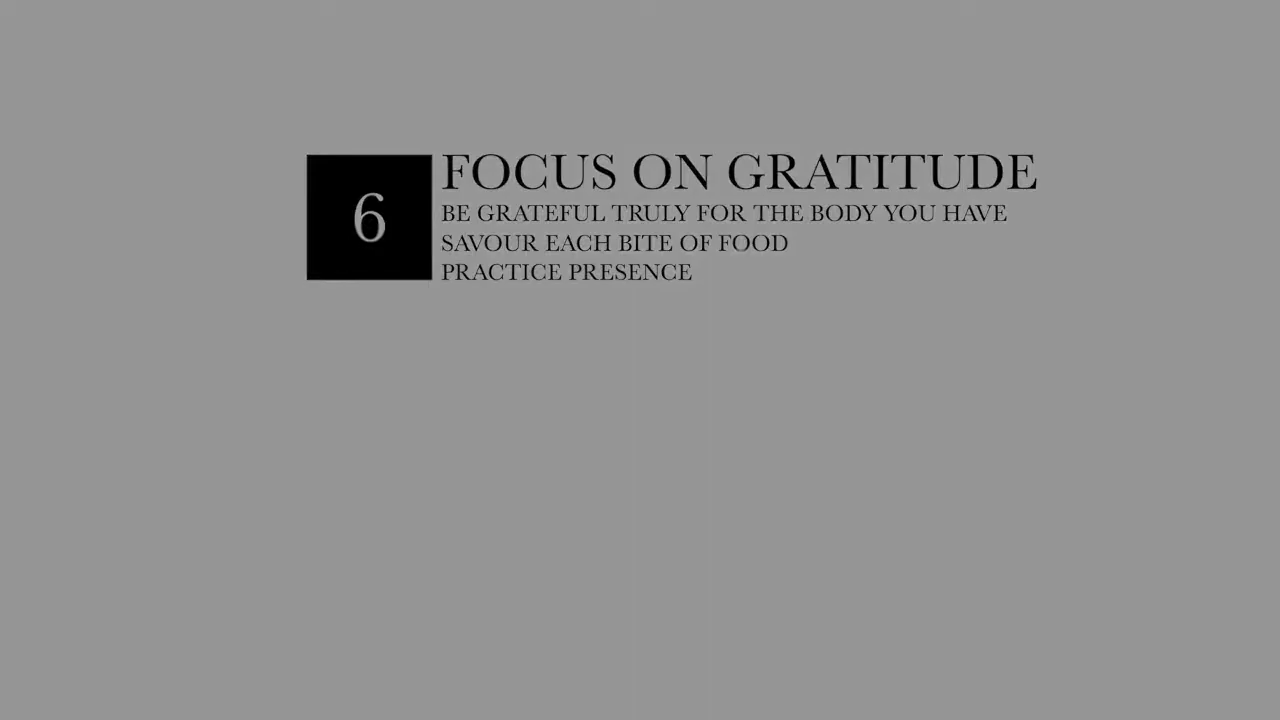 6
FOCUS ON GRATITUDE
BE GRATEFUL TRULY FOR THE BODY YOU HAVE
SAVOUR EACH BITE OF FOOD
PRACTICE PRESENCE